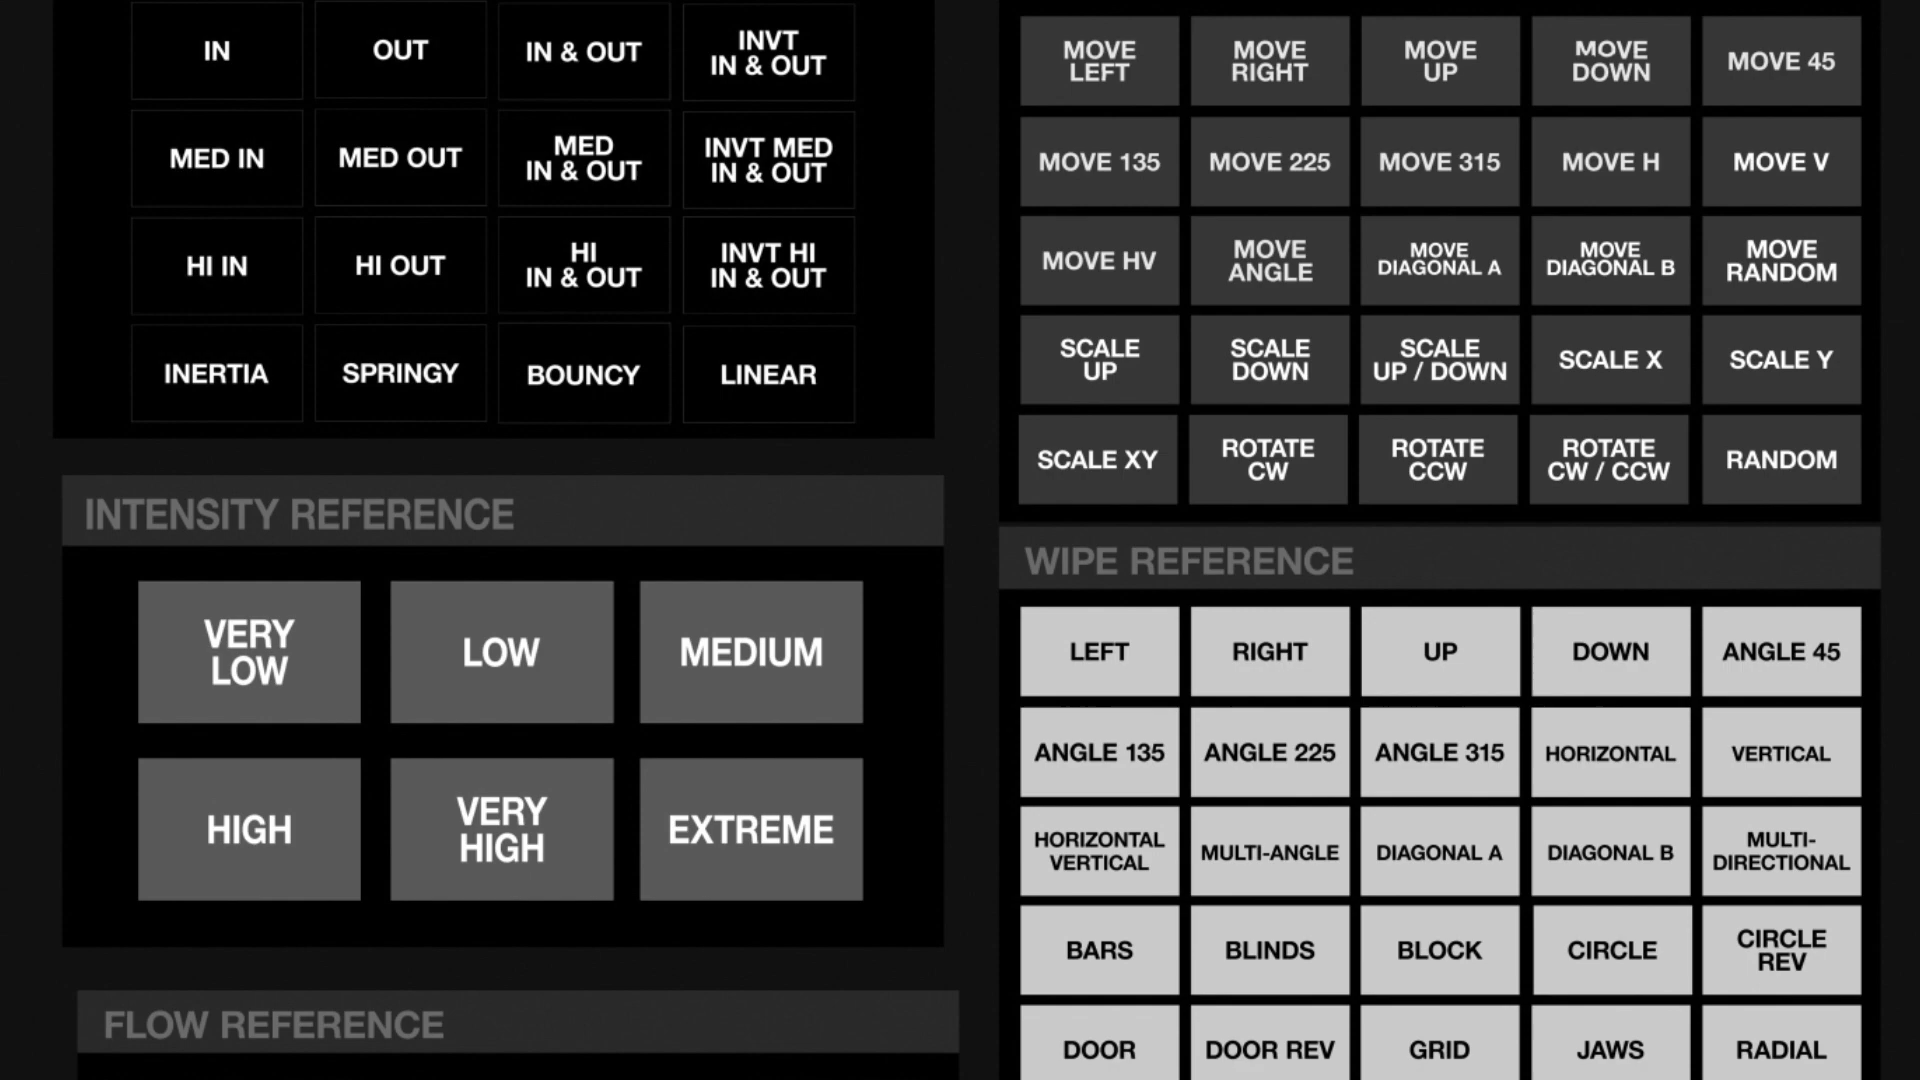 IN
OUT
IN & OUT
INVT
IN & OUT
MED IN
MED OUT
MED
IN & OUT
INVT MED
IN & OUT
HI IN
HI OUT
HI
IN & OUT
INVT HI
IN & OUT
INERTIA
SPRINGY
BOUNCY
LINEAR
INTENSITY REFERENCE
VERY
LOW
LOW
MEDIUM
HIGH
VERY
HIGH
EXTREME
FLOW REFERENCE
MOVE
LEFT
MOVE
RIGHT
MOVE
UP
MOVE
DOWN
MOVE 45
MOVE 135
MOVE 225
MOVE 315
MOVE H
MOVE V
MOVE HV
MOVE
ANGLE
MOVE
DIAGONAL A
MOVE
DIAGONAL B
MOVE
RANDOM
SCALE
UP
SCALE
DOWN
SCALE
UP / DOWN
SCALE X
SCALE Y
SCALE XY
ROTATE
CW
ROTATE
CCW
ROTATE
CW / CCW
RANDOM
WIPE REFERENCE
LEFT
RIGHT
UP
DOWN
ANGLE 45
ANGLE 135
ANGLE 225
ANGLE 315
HORIZONTAL
VERTICAL
HORIZONTAL
VERTICAL
MULTI-ANGLE
DIAGONAL A
DIAGONAL B
MULTI-
DIRECTIONAL
BARS
BLINDS
BLOCK
CIRCLE
CIRCLE
REV
DOOR
DOOR REV
GRID
JAWS
RADIAL